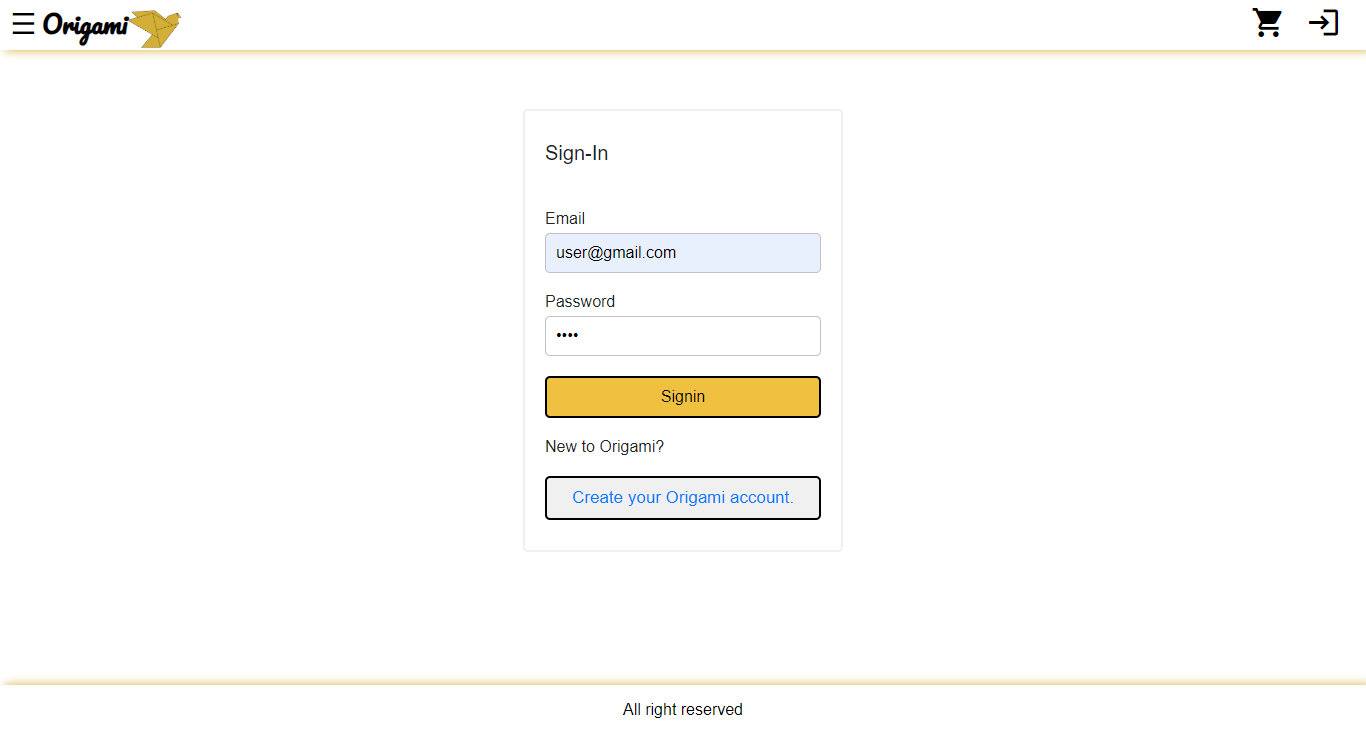 Origami
Sign-In
Email
user@gmail.com
Password
••••
Signin
New to Origami?
Create your Origami account.
All right reserved